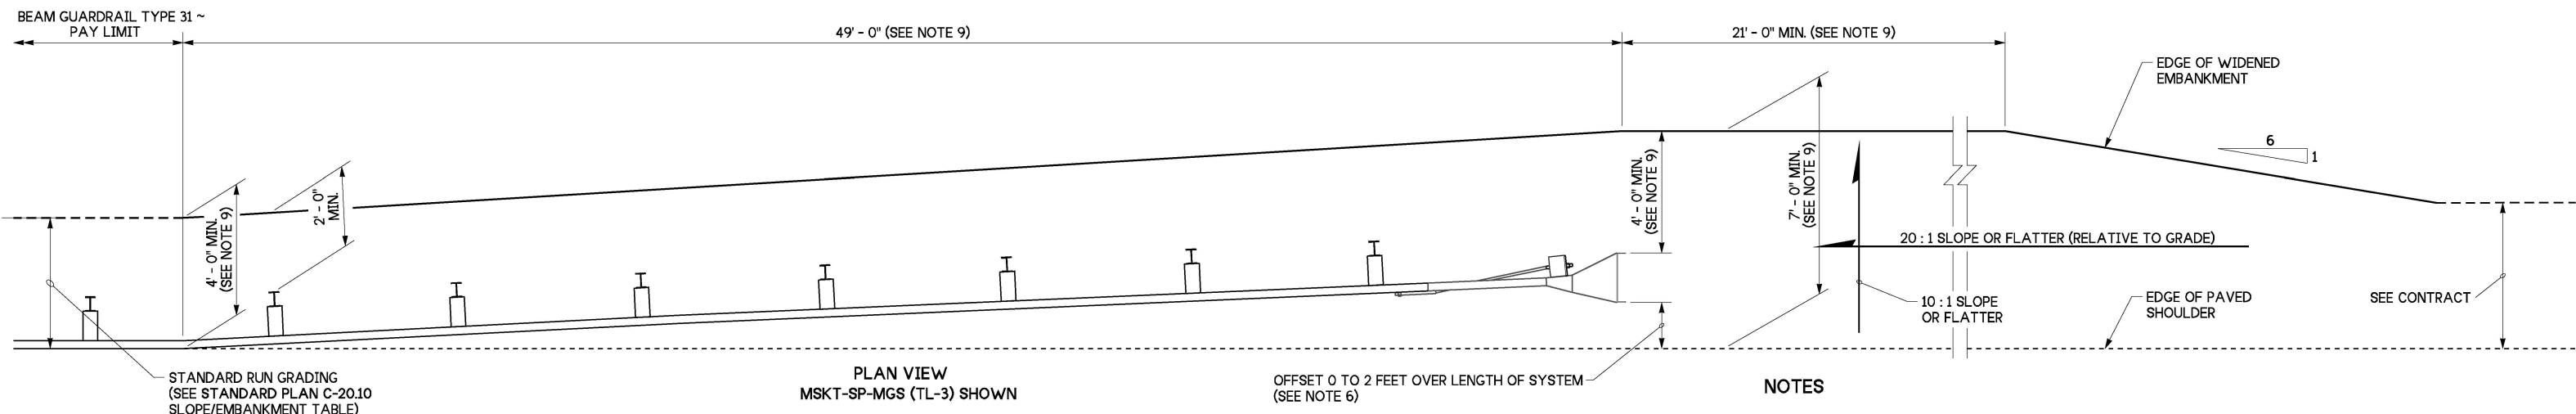 BEAM GUARDRAIL TYPE 31 ~
PAY LIMIT
49' - 0" (SEE NOTE 9)
21' - 0" MIN. (SEE NOTE 9)
EDGE OF WIDENED
EMBANKMENT
6
1
4' - 0" MIN.
(SEE NOTE 9)
2' - 0"
MIN.
4' - 0" MIN.
(SEE NOTE 9)
7' - 0" MIN.
(SEE NOTE 9)
20 : 1 SLOPE OR FLATTER (RELATIVE TO GRADE)
10 : 1 SLOPE
OR FLATTER
EDGE OF PAVED
SHOULDER
SEE CONTRACT
STANDARD RUN GRADING
(SEE STANDARD PLAN C-20.10
SLOPE/EMBANKMENT TABLE)
PLAN VIEW
MSKT-SP-MGS (TL-3) SHOWN
OFFSET 0 TO 2 FEET OVER LENGTH OF SYSTEM
(SEE NOTE 6)
NOTES